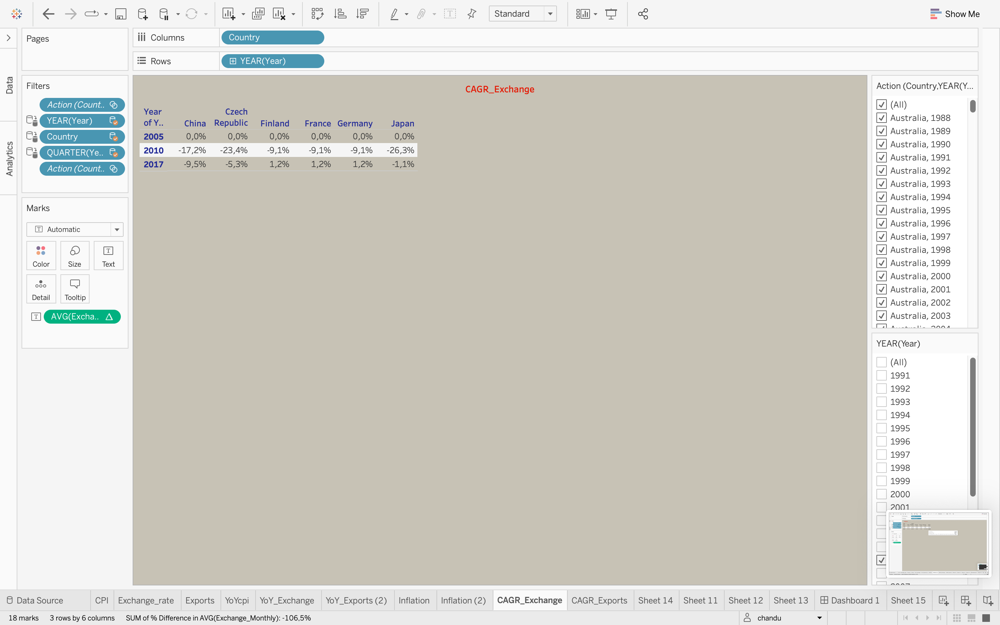 Standard
Show Me
Pages
Columns
Country
Rows
YEAR(Year)
Data
Analytics
Filters
Action (Count..
YEAR(Year)
Country
QUARTER(Ye..
Action (Count..
Marks
Automatic
Color
Size
Text
Detail
Tooltip
AVG(Excha..
CAGR_Exchange
Year of Y.. China Czech Republic Finland France Germany Japan
2005 0,0% 0,0% 0,0% 0,0% 0,0% 0,0%
2010 -17,2% -23,4% -9,1% -9,1% -9,1% -26,3%
2017 -9,5% -5,3% 1,2% 1,2% 1,2% -1,1%
Action (Country,YEAR(Y...
(All)
Australia, 1988
Australia, 1989
Australia, 1990
Australia, 1991
Australia, 1992
Australia, 1993
Australia, 1994
Australia, 1995
Australia, 1996
Australia, 1997
Australia, 1998
Australia, 1999
Australia, 2000
Australia, 2001
Australia, 2002
Australia, 2003
Australia, 2004
YEAR(Year)
(All)
1991
1992
1993
1994
1995
1996
1997
1998
1999
2000
2001
Data Source CPI Exchange_rate Exports YoYcpi YoY_Exchange YoY_Exports (2) Inflation Inflation (2) CAGR_Exchange CAGR_Exports Sheet 14 Sheet 11 Sheet 12 Sheet 13 Dashboard 1 Sheet 15
18 marks 3 rows by 6 columns SUM of % Difference in AVG(Exchange_Monthly): -106,5% chandu